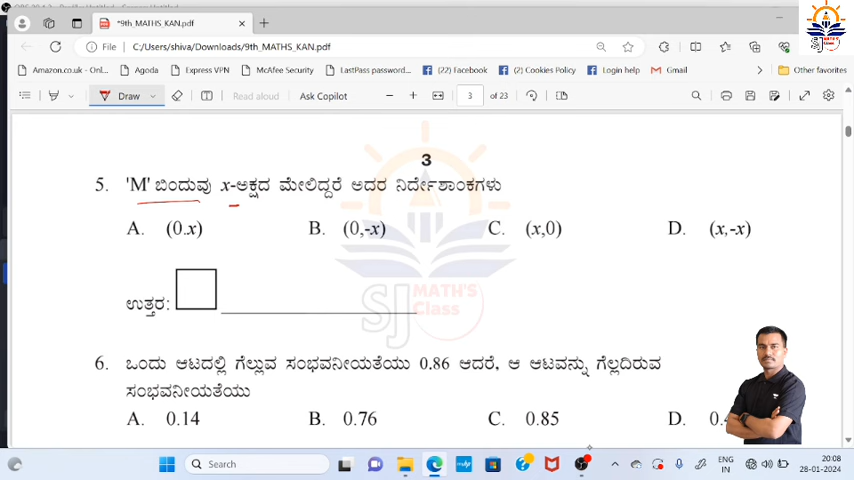 *9th_MATHS_KAN.pdf
File C:/Users/shiva/Downloads/9th_MATHS_KAN.pdf
Amazon.co.uk - Onl... Agoda Express VPN McAfee Security LastPass password... (22) Facebook (2) Cookies Policy Login help Gmail Other favorites
Draw Read aloud Ask Copilot 3 of 23
SJ
3
5. 'M' ಬಿಂದುವು x-ಅಕ್ಷದ ಮೇಲಿದ್ದರೆ ಅದರ ನಿರ್ದೇಶಾಂಕಗಳು
A. (0.x) B. (0,-x) C. (x,0) D. (x,-x)
SJ MATH'S Class
ಉತ್ತರ:
6. ಒಂದು ಆಟದಲ್ಲಿ ಗೆಲ್ಲುವ ಸಂಭವನೀಯತೆಯು 0.86 ಆದರೆ, ಆ ಆಟವನ್ನು ಗೆಲ್ಲದಿರುವ
ಸಂಭವನೀಯತೆಯು
A. 0.14 B. 0.76 C. 0.85 D. 0.
Search ENG 20:08
IN 28-01-2024